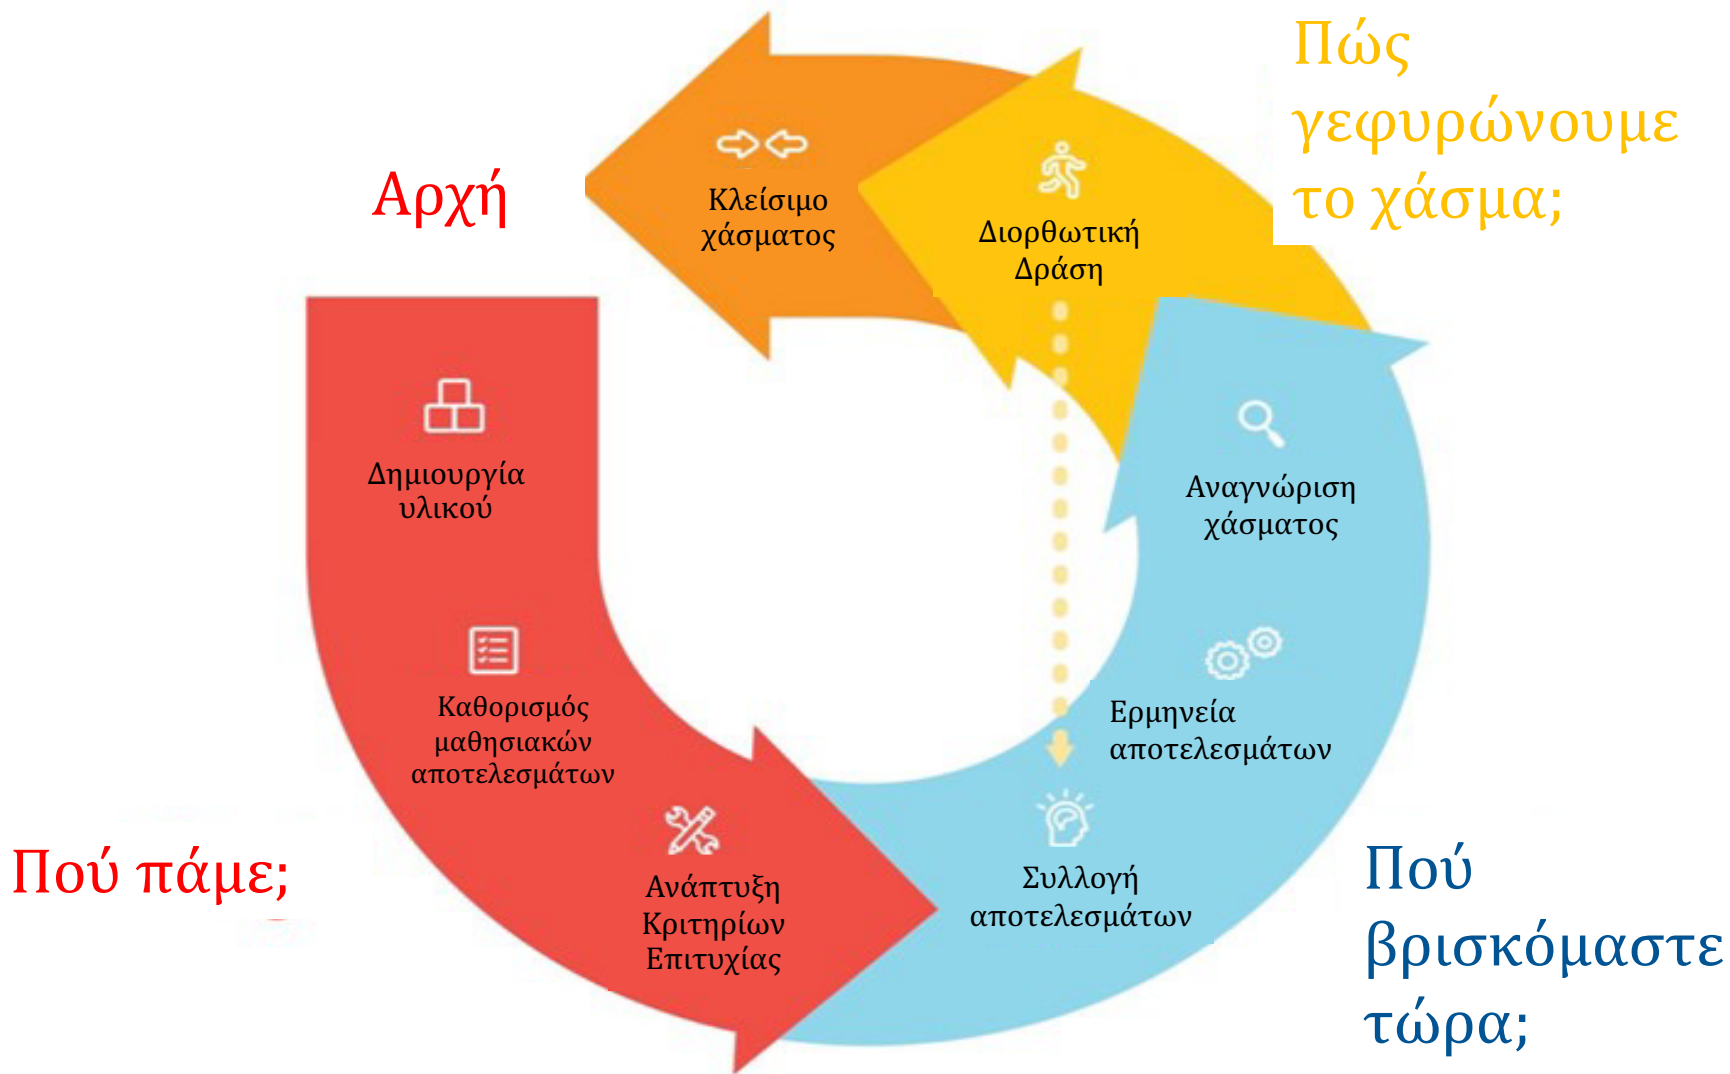 Αρχή
Δημιουργία
υλικού
Καθορισμός
μαθησιακών
αποτελεσμάτων
Πού πάμε;
Ανάπτυξη
Κριτηρίων
Επιτυχίας
Συλλογή
αποτελεσμάτων
Ερμηνεία
αποτελεσμάτων
Αναγνώριση
χάσματος
Πού
βρισκόμαστε
τώρα;
Διορθωτική
Δράση
Πώς
γεφυρώνουμε
το χάσμα;
Κλείσιμο
χάσματος